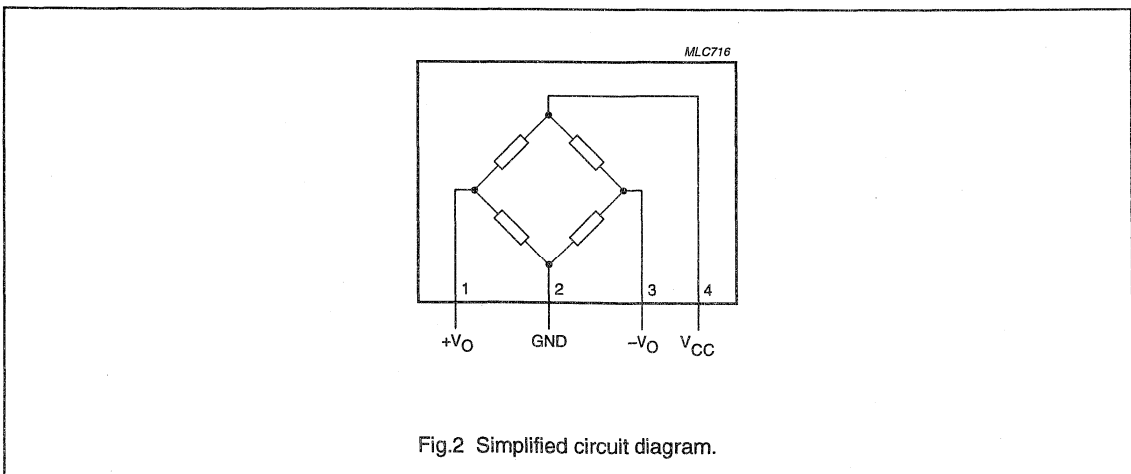 MLC716
1 2 3 4
+VO GND –VO VCC
Fig.2 Simplified circuit diagram.